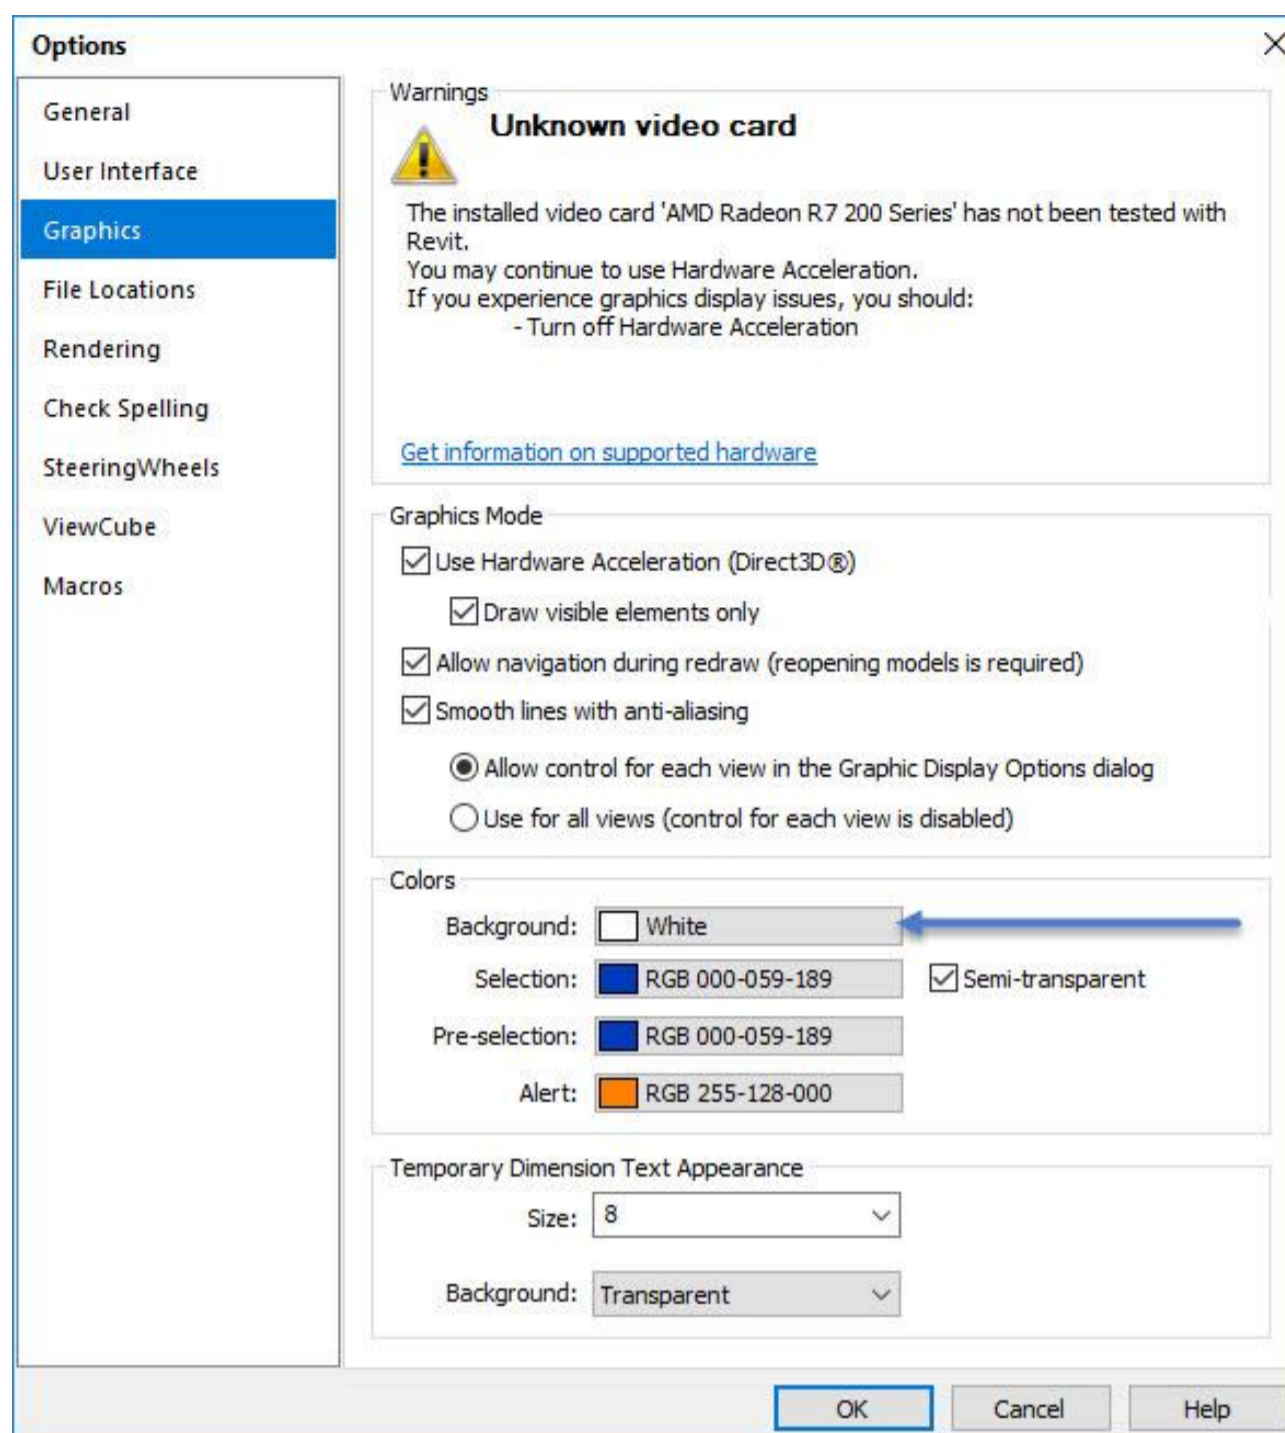 Options
General
User Interface
Graphics
File Locations
Rendering
Check Spelling
SteeringWheels
ViewCube
Macros
Warnings
Unknown video card
The installed video card 'AMD Radeon R7 200 Series' has not been tested with
Revit.
You may continue to use Hardware Acceleration.
If you experience graphics display issues, you should:
- Turn off Hardware Acceleration
Get information on supported hardware
Graphics Mode
Use Hardware Acceleration (Direct3D®)
Draw visible elements only
Allow navigation during redraw (reopening models is required)
Smooth lines with anti-aliasing
Allow control for each view in the Graphic Display Options dialog
Use for all views (control for each view is disabled)
Colors
Background: White
Selection: RGB 000-059-189 Semi-transparent
Pre-selection: RGB 000-059-189
Alert: RGB 255-128-000
Temporary Dimension Text Appearance
Size: 8
Background: Transparent
OK Cancel Help